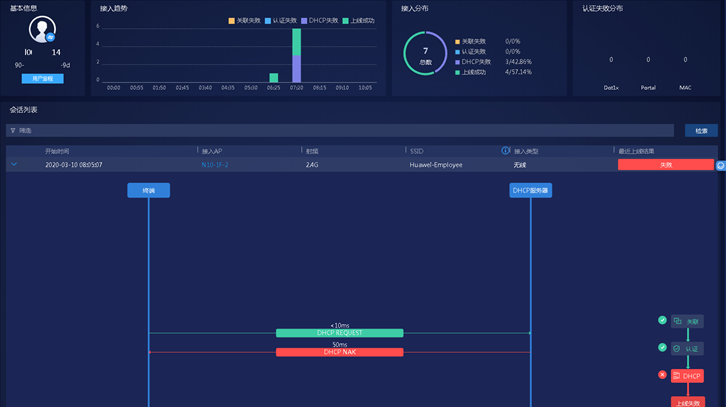 基本信息
接入趋势
接入分布
认证失败分布
关联失败 认证失败 DHCP失败 上线成功
6
4
2
0
00:00 00:55 01:50 02:45 03:40 04:35 05:30 06:25 07:20 08:15 09:10 10:05
7
总数
关联失败 0/0%
认证失败 0/0%
DHCP失败 3/42.86%
上线成功 4/57.14%
0 0 0
Dot1x Portal MAC
会话列表
筛选
检索
开始时间 接入AP 射频 SSID 接入类型 最近上线结果
2020-03-10 08:05:07 N10-1F-2 2.4G Huawei-Employee 无线 失败
终端
DHCP服务器
<10ms
DHCP REQUEST
50ms
DHCP NAK
关联
认证
DHCP
上线失败